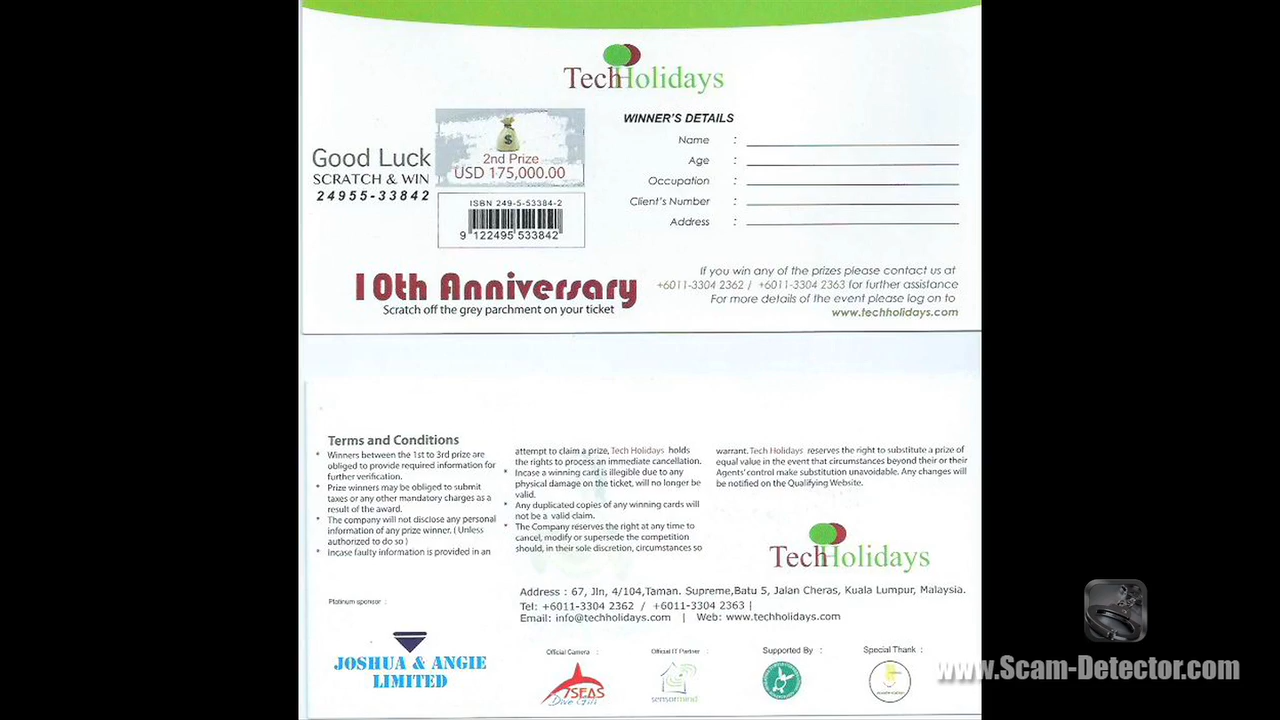 TechHolidays
Good Luck
SCRATCH & WIN
24955-33842
$
2nd Prize
USD 175,000.00
ISBN 249-5-53384-2
9 122495 533842
WINNER'S DETAILS
Name :
Age :
Occupation :
Client's Number :
Address :
10th Anniversary
Scratch off the grey parchment on your ticket
If you win any of the prizes please contact us at
+6011-3304 2362 / +6011-3304 2363 for further assistance
For more details of the event please log on to
www.techholidays.com
Terms and Conditions
* Winners between the 1st to 3rd prize are
obliged to provide required information for
further verification.
* Prize winners may be obliged to submit
taxes or any other mandatory charges as a
result of the award.
* The company will not disclose any personal
information of any prize winner. ( Unless
authorized to do so )
* Incase faulty information is provided in an
attempt to claim a prize, Tech Holidays holds
the rights to process an immediate cancellation.
* Incase a winning card is illegible due to any
physical damage on the ticket, will no longer be
valid.
* Any duplicated copies of any winning cards will
not be a valid claim.
* The Company reserves the right at any time to
cancel, modify or supersede the competition
should, in their sole discretion, circumstances so
warrant. Tech Holidays reserves the right to substitute a prize of
equal value in the event that circumstances beyond their or their
Agents' control make substitution unavoidable. Any changes will
be notified on the Qualifying Website.
TechHolidays
Address : 67, Jln, 4/104,Taman. Supreme,Batu 5, Jalan Cheras, Kuala Lumpur, Malaysia.
Tel: +6011-3304 2362 / +6011-3304 2363 |
Email: info@techholidays.com | Web: www.techholidays.com
Platinum sponsor :
JOSHUA & ANGIE
LIMITED
Official Camera :
7SEAS
Dive Gili
Official IT Partner :
sensormind
Supported By :
Special Thank :
www.Scam-Detector.com